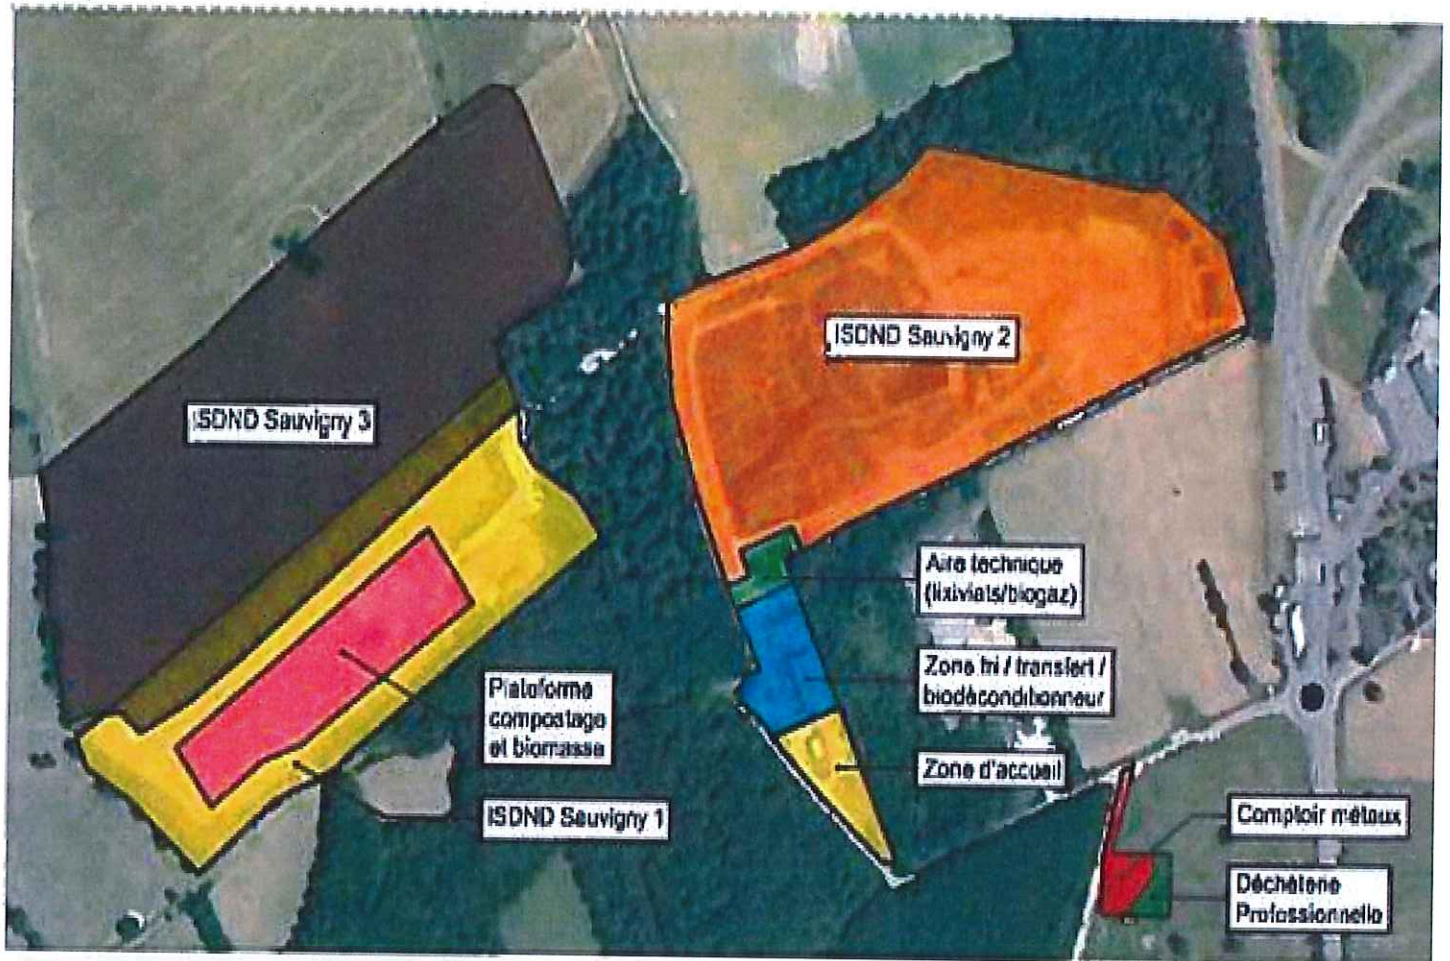 ISDND Sauvigny 2
ISDND Sauvigny 3
Aire technique
(lixiviats/biogaz)
Zone tri / transfert /
biodéconditionneur
Plateforme
compostage
et biomasse
Zone d'accueil
ISDND Sauvigny 1
Comptoir métaux
Déchèterie
Professionnelle